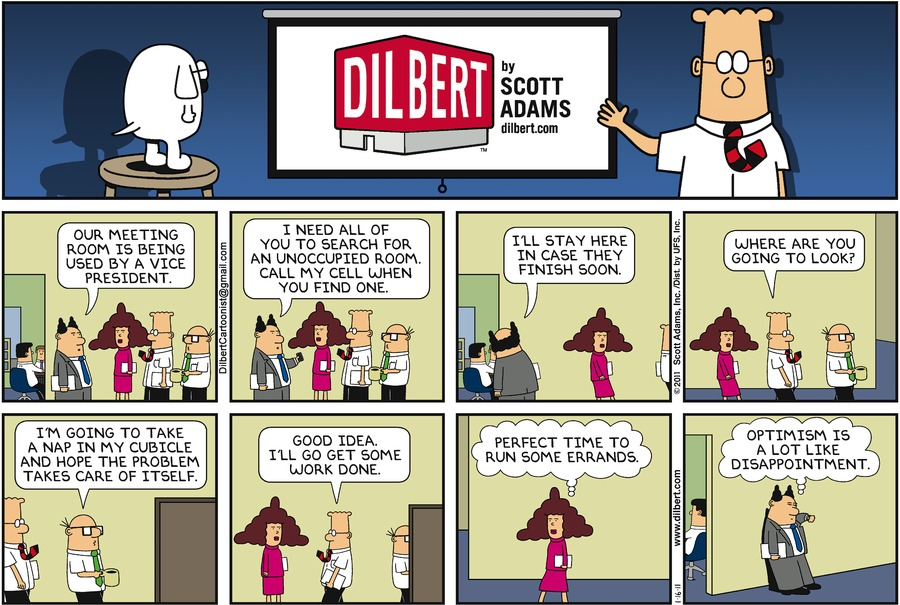 DILBERT
by
SCOTT
ADAMS
dilbert.com
TM
OUR MEETING
ROOM IS BEING
USED BY A VICE
PRESIDENT.
DilbertCartoonist@gmail.com
I NEED ALL OF
YOU TO SEARCH FOR
AN UNOCCUPIED ROOM.
CALL MY CELL WHEN
YOU FIND ONE.
I'LL STAY HERE
IN CASE THEY
FINISH SOON.
© 2011 Scott Adams, Inc./Dist. by UFS, Inc.
WHERE ARE YOU
GOING TO LOOK?
I'M GOING TO TAKE
A NAP IN MY CUBICLE
AND HOPE THE PROBLEM
TAKES CARE OF ITSELF.
GOOD IDEA.
I'LL GO GET SOME
WORK DONE.
PERFECT TIME TO
RUN SOME ERRANDS.
1-16-11 www.dilbert.com
OPTIMISM IS
A LOT LIKE
DISAPPOINTMENT.